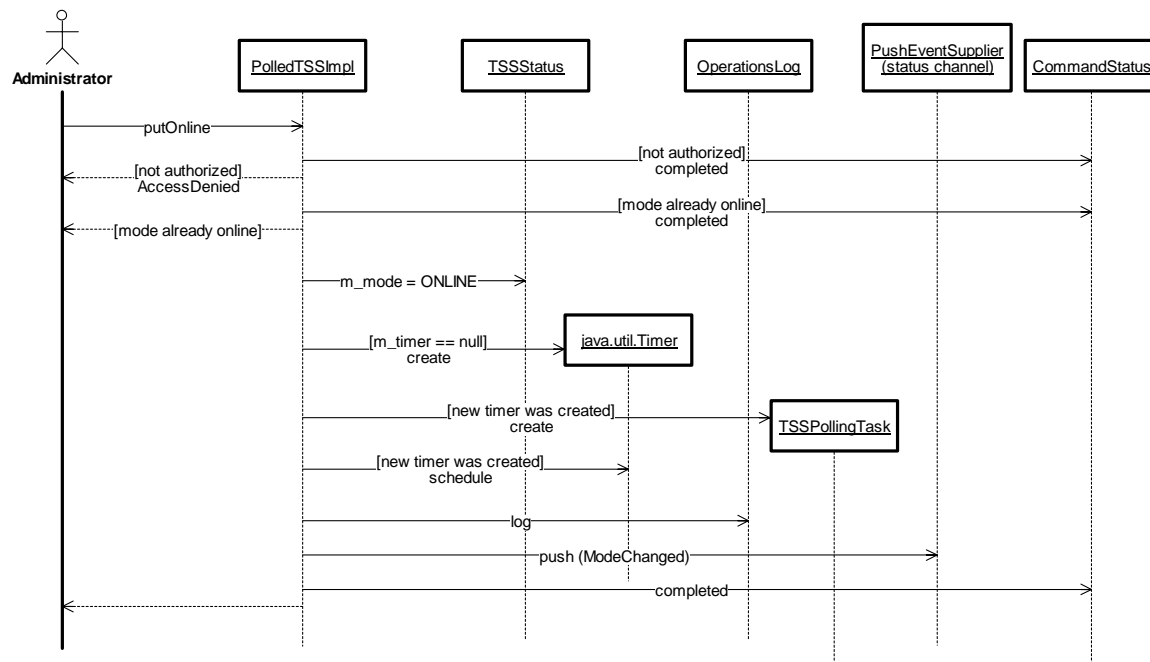 Administrator
PolledTSSImpl
TSSStatus
OperationsLog
PushEventSupplier
(status channel)
CommandStatus
putOnline
[not authorized]
completed
[not authorized]
AccessDenied
[mode already online]
completed
[mode already online]
m_mode = ONLINE
[m_timer == null]
create
java.util.Timer
[new timer was created]
create
TSSPollingTask
[new timer was created]
schedule
log
push (ModeChanged)
completed